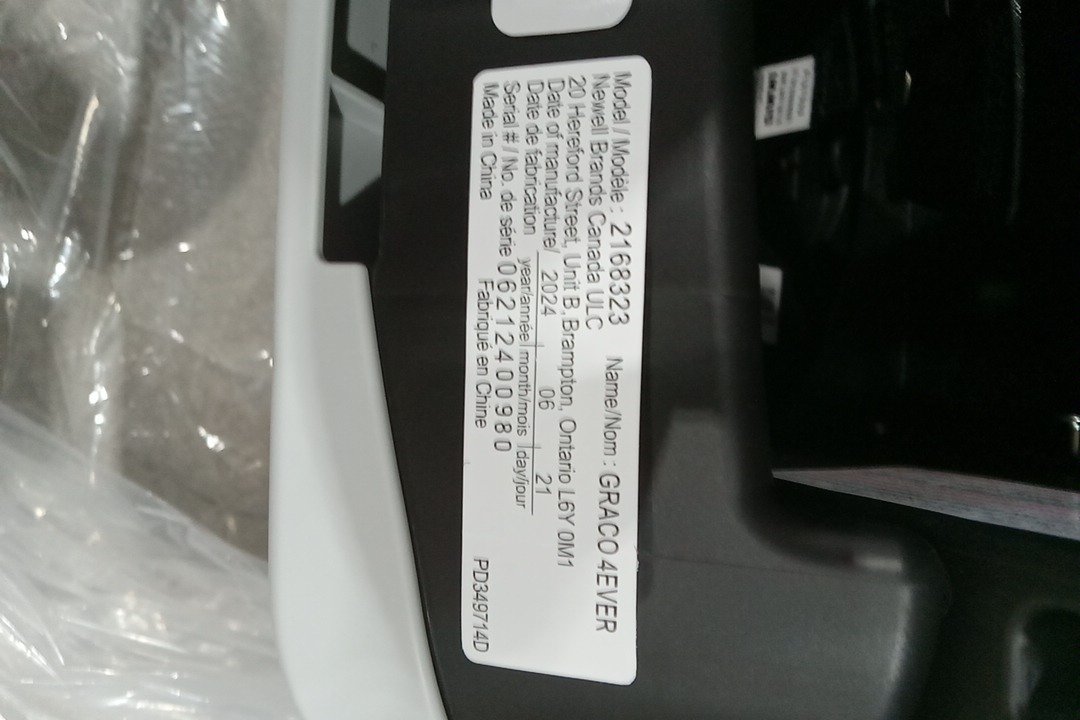 Model / Modèle : 2168323 Name/Nom : GRACO 4EVER
Newell Brands Canada ULC
20 Hereford Street, Unit B, Brampton, Ontario L6Y 0M1
Date of manufacture/ 2024 06 21
Date de fabrication year/année month/mois day/jour
Serial # / No. de série 0621240 0980
Made in China Fabriqué en Chine PD349714D